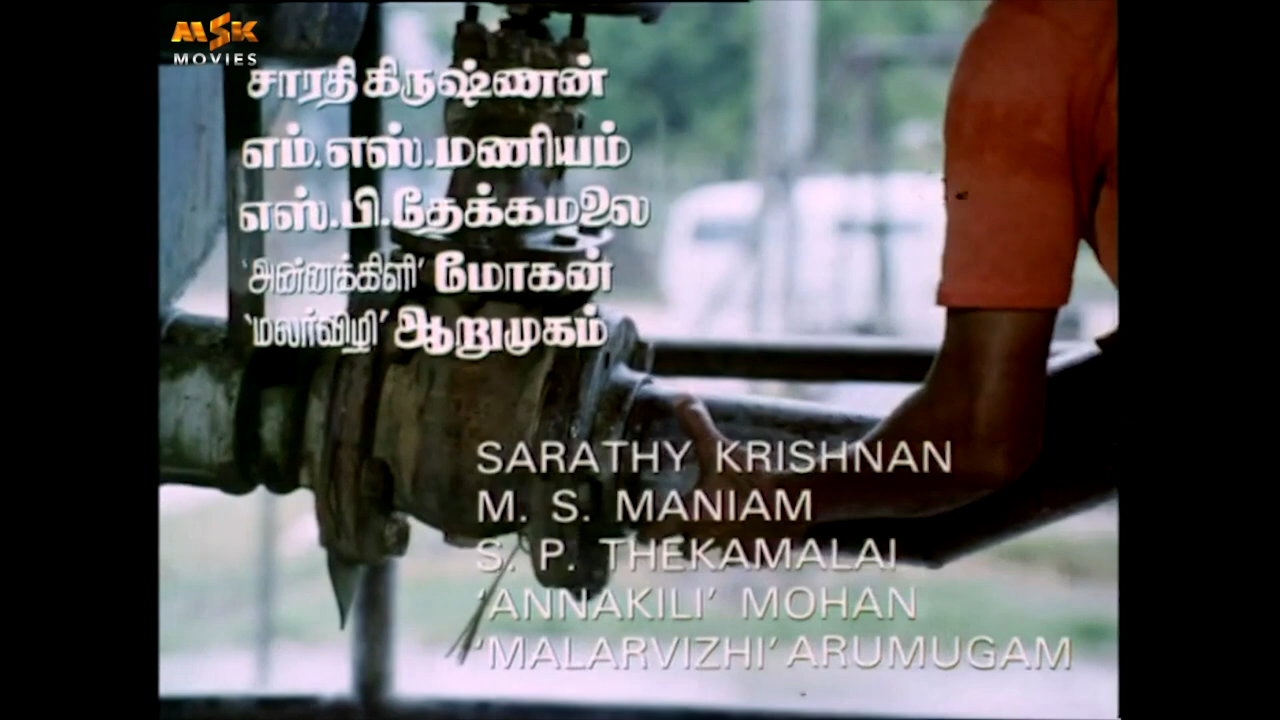 MSK
MOVIES
சாரதி கிருஷ்ணன்
எம்.எஸ்.மணியம்
எஸ்.பி.தேக்கமலை
'அன்னக்கிளி' மோகன்
'மலர்விழி' ஆறுமுகம்
SARATHY KRISHNAN
M. S. MANIAM
S. P. THEKAMALAI
'ANNAKILI' MOHAN
'MALARVIZHI' ARUMUGAM